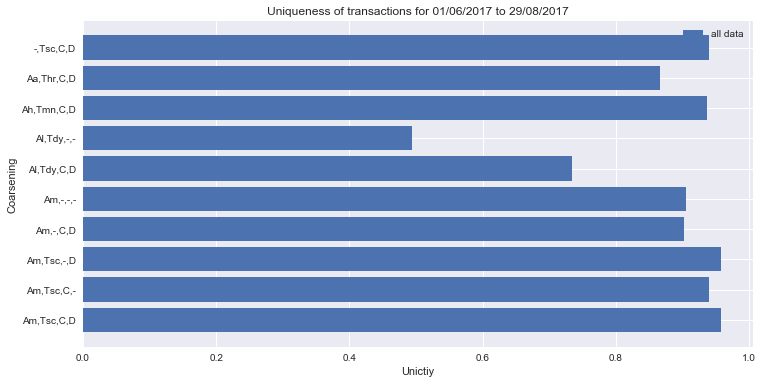 Uniqueness of transactions for 01/06/2017 to 29/08/2017
all data
Coarsening
-,Tsc,C,D
Aa,Thr,C,D
Ah,Tmn,C,D
Al,Tdy,-,-
Al,Tdy,C,D
Am,-,-,-
Am,-,C,D
Am,Tsc,-,D
Am,Tsc,C,-
Am,Tsc,C,D
0.0 0.2 0.4 0.6 0.8 1.0
Unictiy